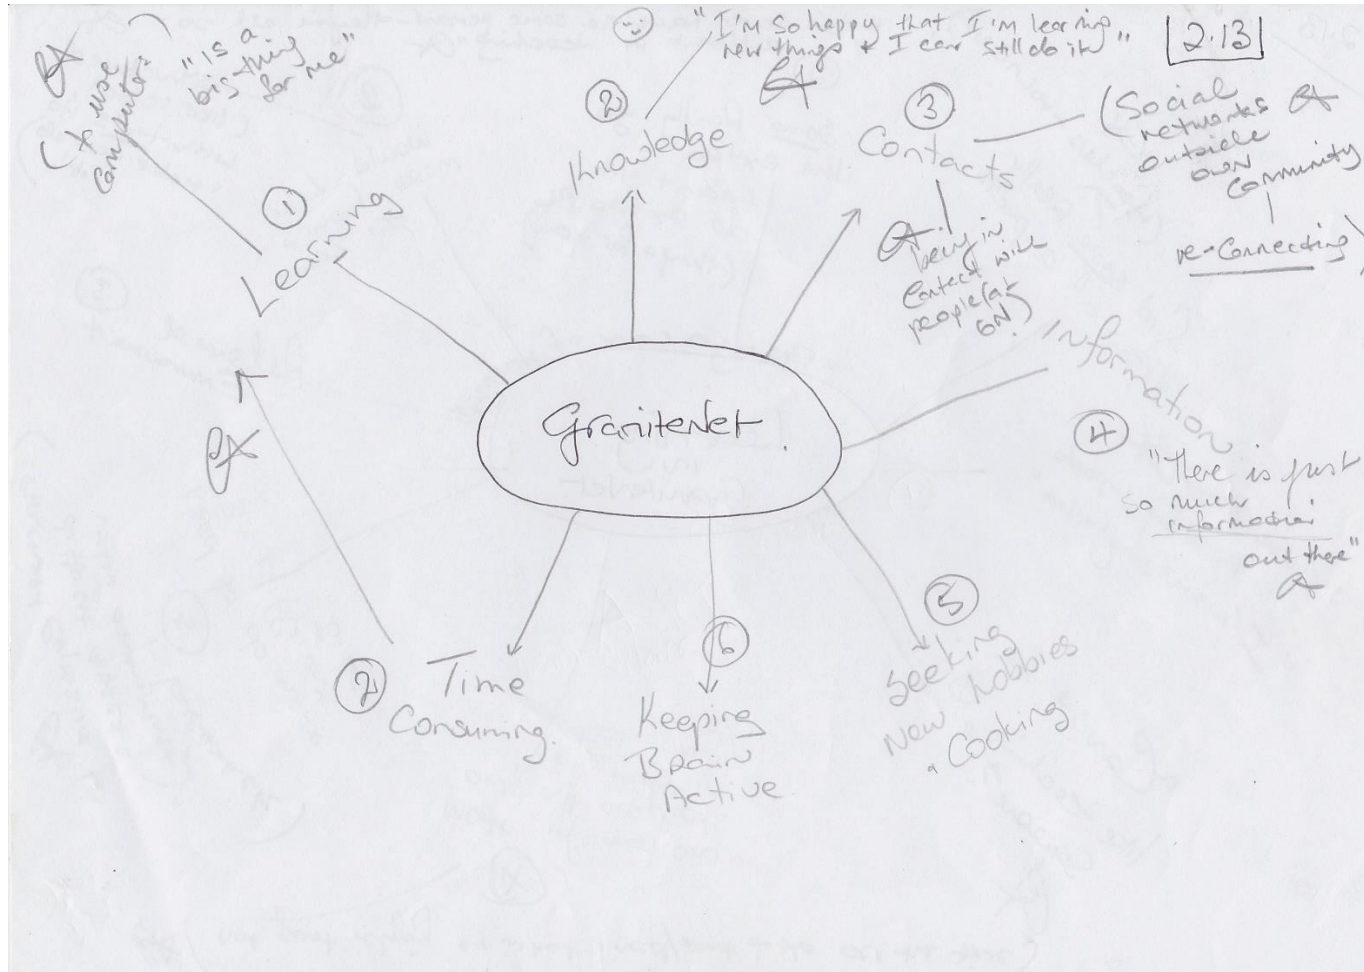 "I'm so happy that I'm learning
new things & I can still do it"
2.13
"is a
big thing
for me"
use
computer
2
Knowledge
3
Contacts
(Social
networks
outside
own
Community
re-Connecting)
being in
Contact with
people (at
GN)
1
Learning
Information
4
"there is just
so much
information
out there"
GraniteNet.
5
Seeking
New hobbies
. Cooking
6
Keeping
Brain
Active
7
Time
Consuming.